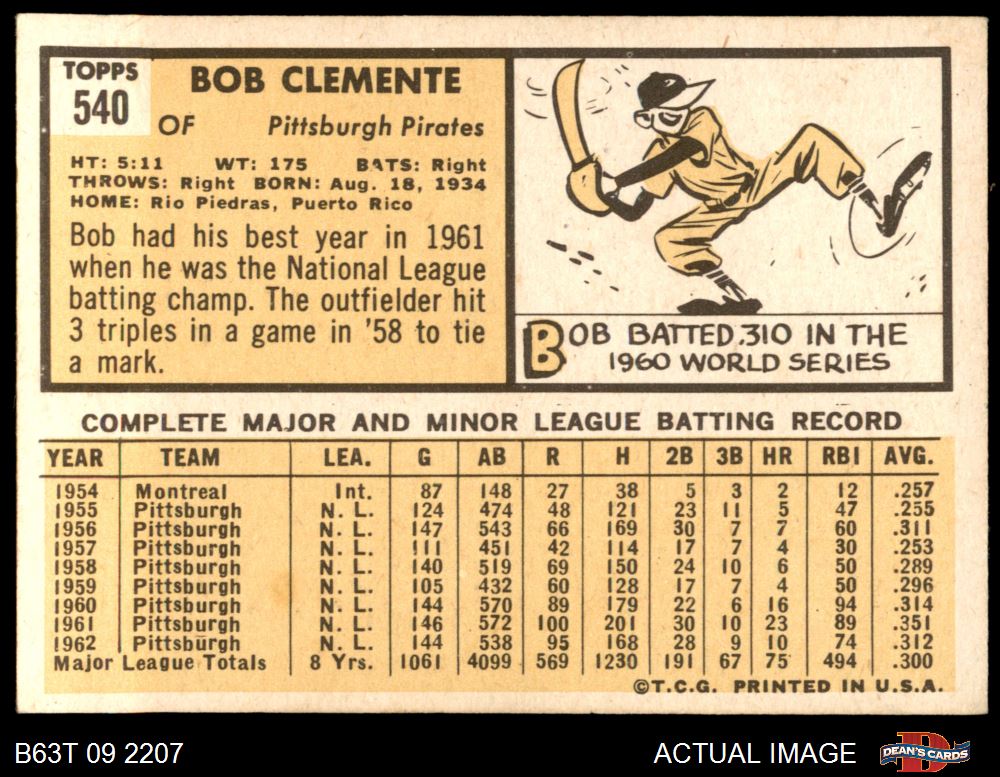 TOPPS
540
BOB CLEMENTE
OF Pittsburgh Pirates
HT: 5:11 WT: 175 BATS: Right
THROWS: Right BORN: Aug. 18, 1934
HOME: Rio Piedras, Puerto Rico
Bob had his best year in 1961
when he was the National League
batting champ. The outfielder hit
3 triples in a game in '58 to tie
a mark.
BOB BATTED .310 IN THE
1960 WORLD SERIES
COMPLETE MAJOR AND MINOR LEAGUE BATTING RECORD
YEAR TEAM LEA. G AB R H 2B 3B HR RBI AVG.
1954 Montreal Int. 87 148 27 38 5 3 2 12 .257
1955 Pittsburgh N. L. 124 474 48 121 23 11 5 47 .255
1956 Pittsburgh N. L. 147 543 66 169 30 7 7 60 .311
1957 Pittsburgh N. L. 111 451 42 114 17 7 4 30 .253
1958 Pittsburgh N. L. 140 519 69 150 24 10 6 50 .289
1959 Pittsburgh N. L. 105 432 60 128 17 7 4 50 .296
1960 Pittsburgh N. L. 144 570 89 179 22 6 16 94 .314
1961 Pittsburgh N. L. 146 572 100 201 30 10 23 89 .351
1962 Pittsburgh N. L. 144 538 95 168 28 9 10 74 .312
Major League Totals 8 Yrs. 1061 4099 569 1230 191 67 75 494 .300
©T.C.G. PRINTED IN U.S.A.
B63T 09 2207 ACTUAL IMAGE D DEAN'S CARDS